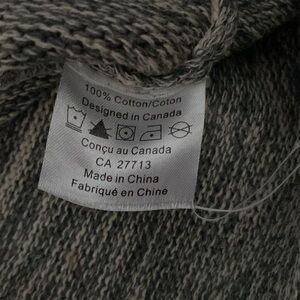 100% Cotton/Coton
Designed in Canada
Conçu au Canada
CA 27713
Made in China
Fabriqué en Chine